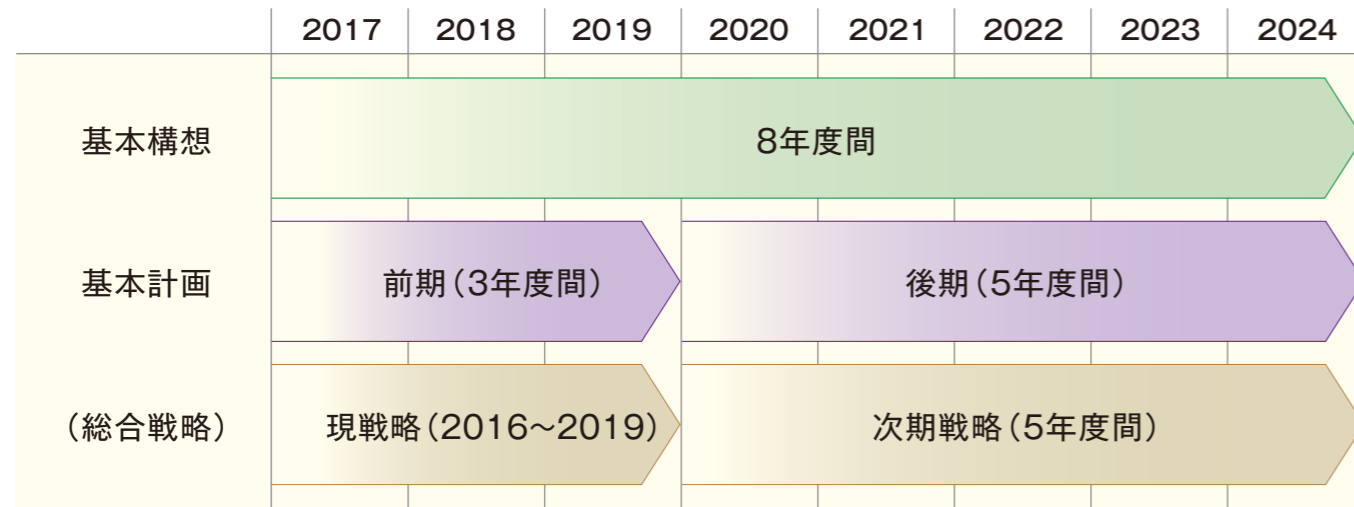 2017 2018 2019 2020 2021 2022 2023 2024
基本構想 8年度間
基本計画 前期（3年度間） 後期（5年度間）
（総合戦略） 現戦略（2016～2019） 次期戦略（5年度間）